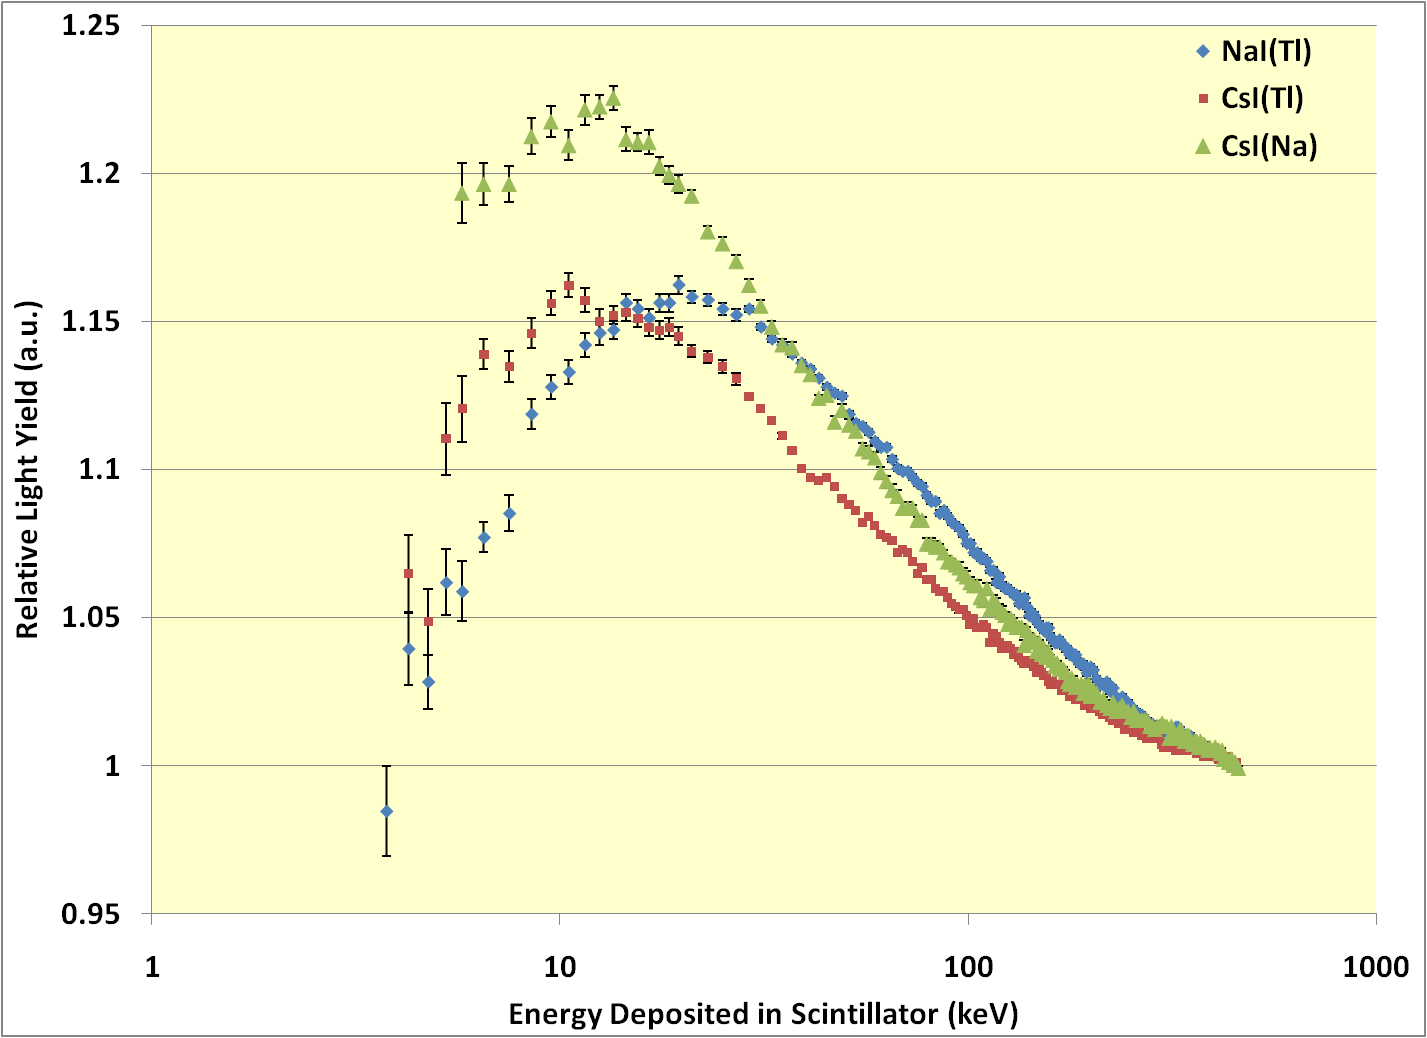 1.25
1.2
1.15
1.1
1.05
1
0.95
1
10
100
1000
Relative Light Yield (a.u.)
Energy Deposited in Scintillator (keV)
NaI(Tl)
CsI(Tl)
CsI(Na)